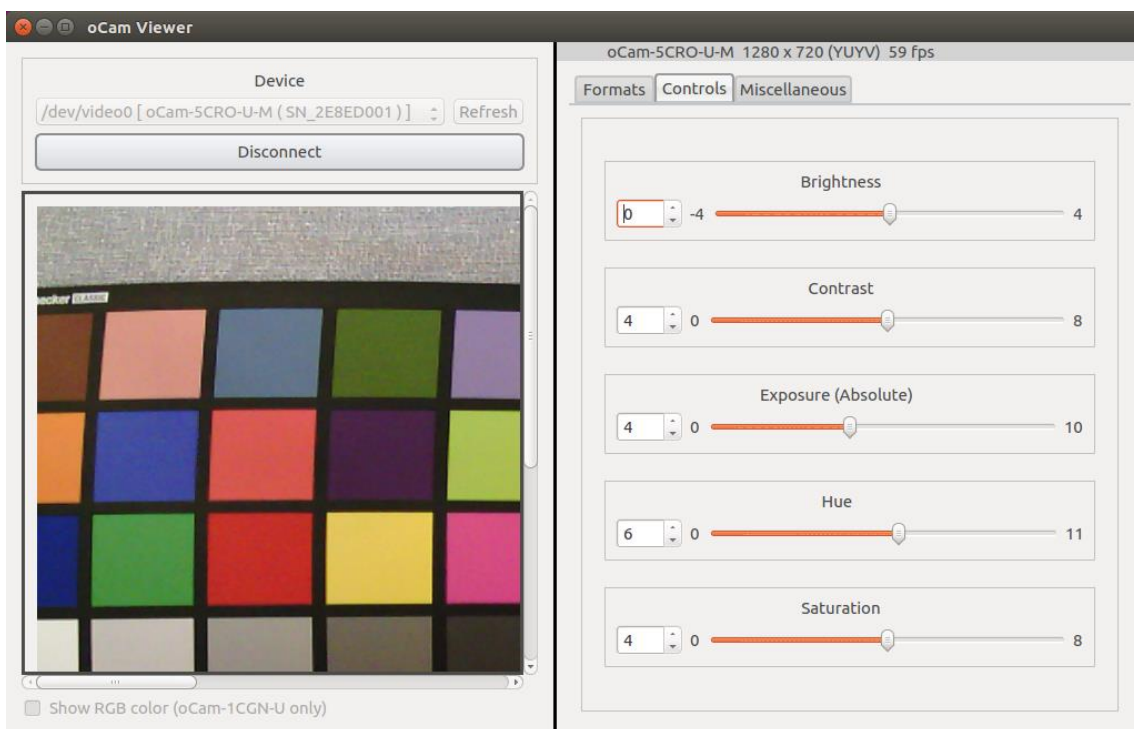 oCam Viewer
Device
/dev/video0 [ oCam-5CRO-U-M ( SN_2E8ED001 ) ] Refresh
Disconnect
ecker CLASSIC
Show RGB color (oCam-1CGN-U only)
oCam-5CRO-U-M 1280 x 720 (YUYV) 59 fps
Formats Controls Miscellaneous
Brightness
0 -4 4
Contrast
4 0 8
Exposure (Absolute)
4 0 10
Hue
6 0 11
Saturation
4 0 8